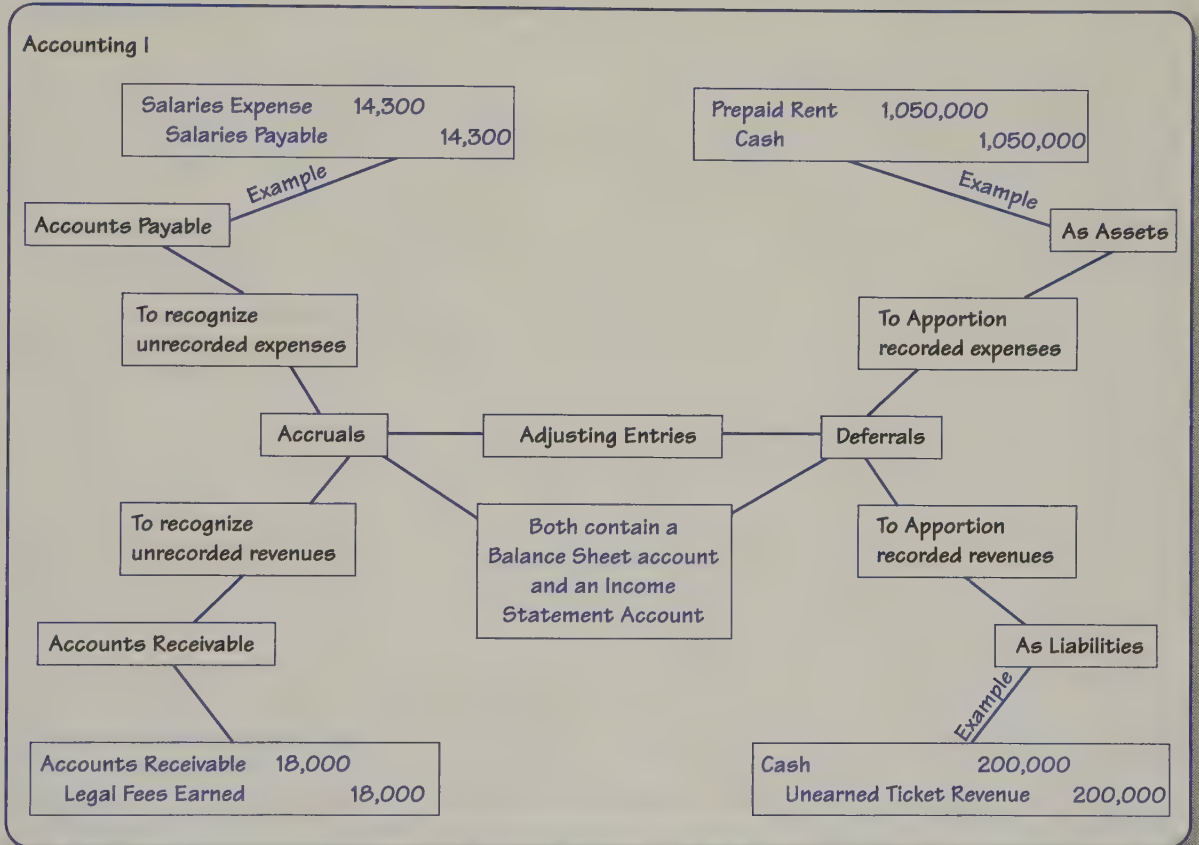 Accounting I
Salaries Expense 14,300
Salaries Payable 14,300
Prepaid Rent 1,050,000
Cash 1,050,000
Example
Example
Accounts Payable
As Assets
To recognize
unrecorded expenses
To Apportion
recorded expenses
Accruals
Adjusting Entries
Deferrals
To recognize
unrecorded revenues
Both contain a
Balance Sheet account
and an Income
Statement Account
To Apportion
recorded revenues
Accounts Receivable
As Liabilities
Example
Accounts Receivable 18,000
Legal Fees Earned 18,000
Cash 200,000
Unearned Ticket Revenue 200,000